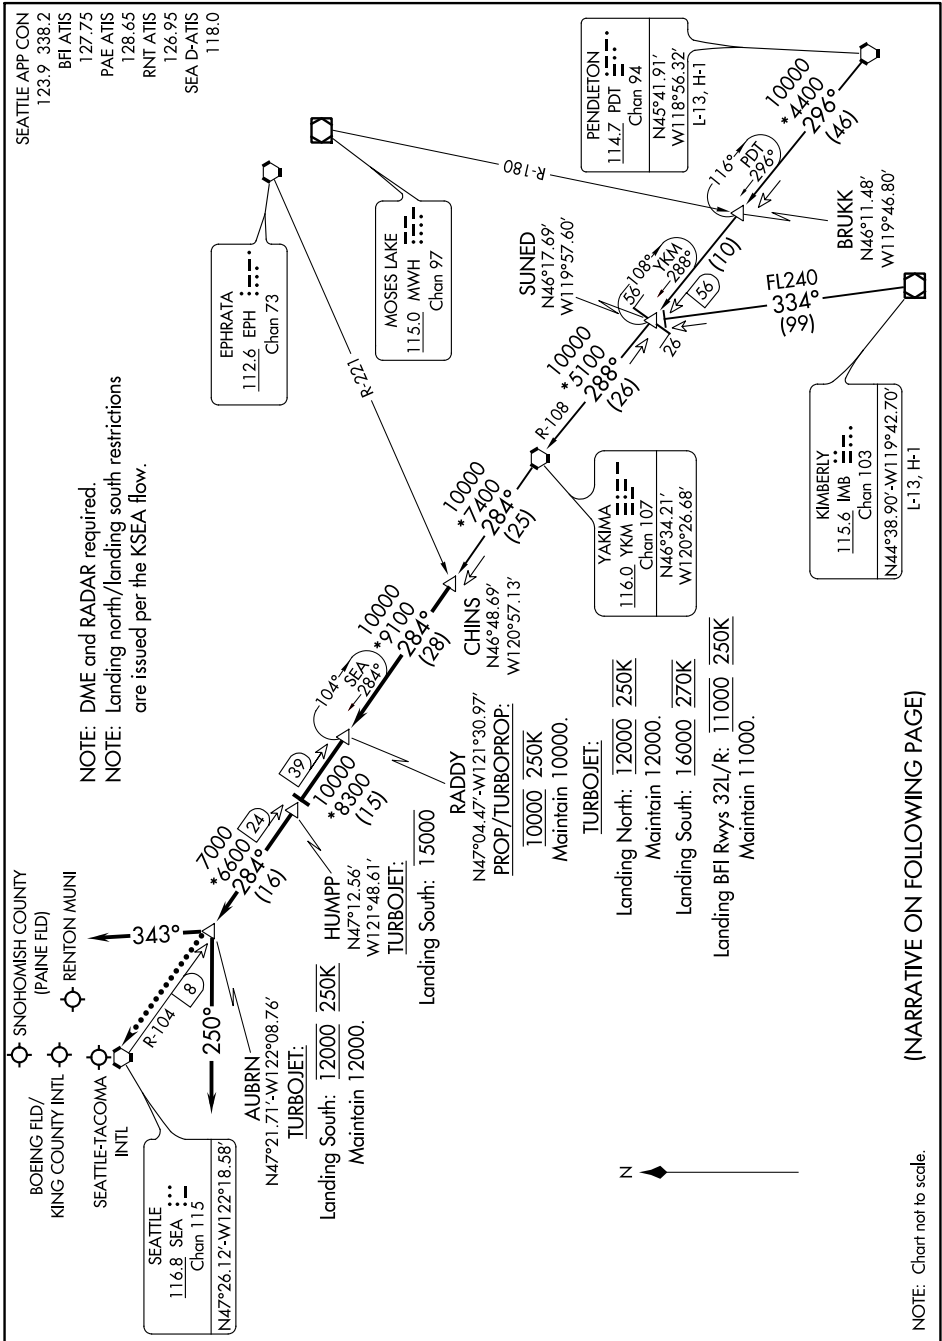 SEATTLE APP CON
123.9 338.2
BFI ATIS
127.75
PAE ATIS
128.65
RNT ATIS
126.95
SEA D-ATIS
118.0
NOTE: DME and RADAR required.
NOTE: Landing north/landing south restrictions
are issued per the KSEA flow.
SNOHOMISH COUNTY
(PAINE FLD)
RENTON MUNI
BOEING FLD/
KING COUNTY INTL
SEATTLE-TACOMA
INTL
SEATTLE
116.8 SEA
Chan 115
N47°26.12'-W122°18.58'
R-104
8
343°
250°
AUBRN
N47°21.71'-W122°08.76'
TURBOJET:
Landing South: 12000 250K
Maintain 12000.
7000
*6600
284°
(16)
24
HUMPP
N47°12.56'
W121°48.61'
TURBOJET:
Landing South: 15000
39
10000
*8300
(15)
104°
SEA
284°
RADDY
N47°04.47'-W121°30.97'
PROP/TURBOPROP:
10000 250K
Maintain 10000.
TURBOJET:
Landing North: 12000 250K
Maintain 12000.
Landing South: 16000 270K
Landing BFI Rwys 32L/R: 11000 250K
Maintain 11000.
10000
*9100
284°
(28)
CHINS
N46°48.69'
W120°57.13'
EPHRATA
112.6 EPH
Chan 73
R-221
10000
*7400
284°
(25)
YAKIMA
116.0 YKM
Chan 107
N46°34.21'
W120°26.68'
R-108
10000
*5100
288°
(26)
MOSES LAKE
115.0 MWH
Chan 97
R-180
SUNED
N46°17.69'
W119°57.60'
56
108°
YKM
288°
56
26
(10)
FL240
334°
(99)
KIMBERLY
115.6 IMB
Chan 103
N44°38.90'-W119°42.70'
L-13, H-1
BRUKK
N46°11.48'
W119°46.80'
116°
PDT
296°
10000
*4400
296°
(46)
PENDLETON
114.7 PDT
Chan 94
N45°41.91'
W118°56.32'
L-13, H-1
N
(NARRATIVE ON FOLLOWING PAGE)
NOTE: Chart not to scale.